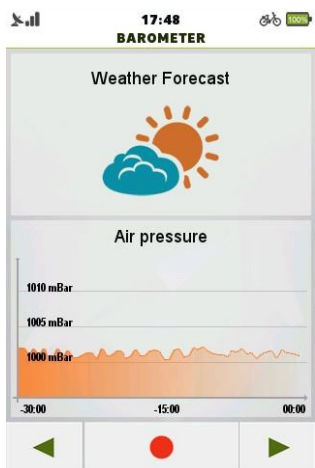 17:48
100%
BAROMETER
Weather Forecast
Air pressure
1010 mBar
1005 mBar
1000 mBar
-30:00 -15:00 00:00